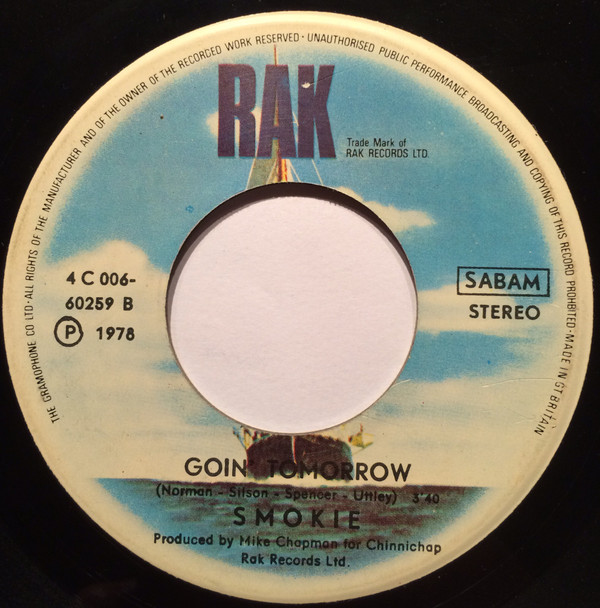 THE GRAMOPHONE CO LTD·ALL RIGHTS OF THE MANUFACTURER AND OF THE OWNER OF THE RECORDED WORK RESERVED · UNAUTHORISED PUBLIC PERFORMANCE BROADCASTING AND COPYING OF THIS RECORD PROHIBITED·MADE IN GT BRITAIN
RAK
Trade Mark of
RAK RECORDS LTD.
4 C 006-
60259 B
Ⓟ 1978
SABAM
STEREO
GOIN' TOMORROW
(Norman - Silson - Spencer - Uttley) 3'40
SMOKIE
Produced by Mike Chapman for Chinnichap
Rak Records Ltd.